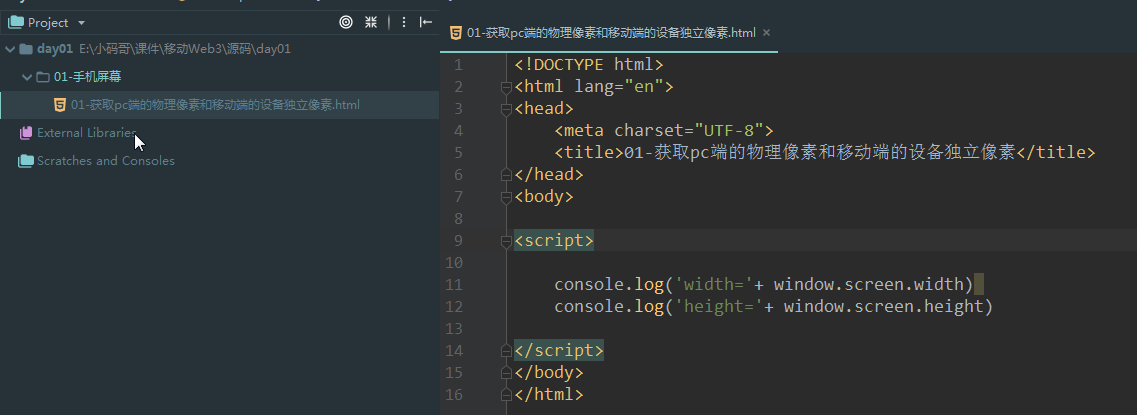 Project
day01 E:\小码哥\课件\移动Web3\源码\day01
01-手机屏幕
01-获取pc端的物理像素和移动端的设备独立像素.html
External Libraries
Scratches and Consoles
01-获取pc端的物理像素和移动端的设备独立像素.html ×
1 <!DOCTYPE html>
2 <html lang="en">
3 <head>
4 <meta charset="UTF-8">
5 <title>01-获取pc端的物理像素和移动端的设备独立像素</title>
6 </head>
7 <body>
8
9 <script>
10
11 console.log('width='+ window.screen.width)
12 console.log('height='+ window.screen.height)
13
14 </script>
15 </body>
16 </html>